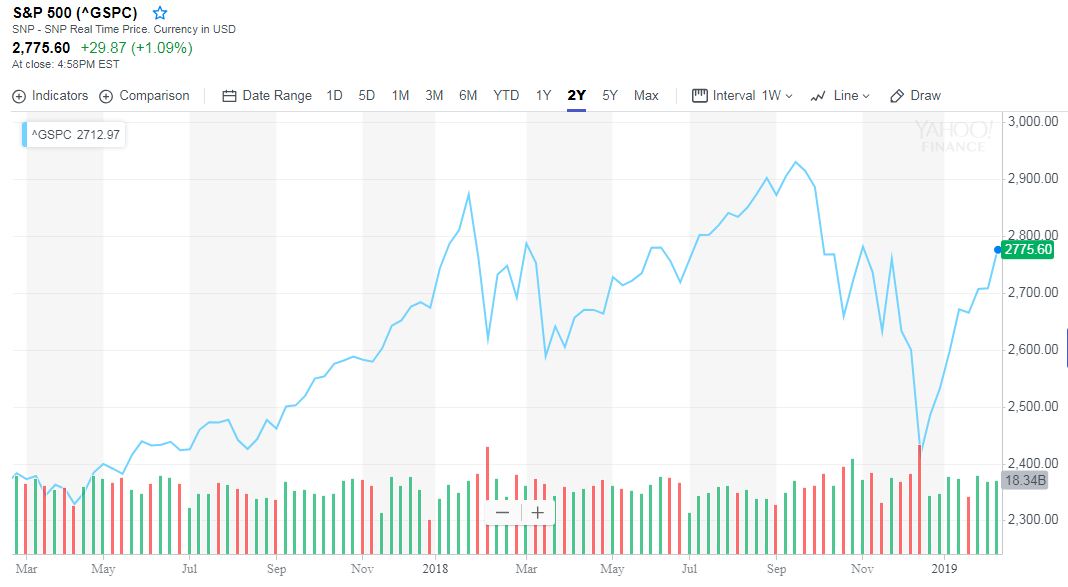 S&P 500 (^GSPC)
SNP - SNP Real Time Price. Currency in USD
2,775.60 +29.87 (+1.09%)
At close: 4:58PM EST
Indicators Comparison Date Range 1D 5D 1M 3M 6M YTD 1Y 2Y 5Y Max Interval 1W Line Draw
^GSPC 2712.97
YAHOO!
FINANCE
3,000.00
2,900.00
2,800.00
2775.60
2,700.00
2,600.00
2,500.00
2,400.00
18.34B
2,300.00
Mar May Jul Sep Nov 2018 Mar May Jul Sep Nov 2019